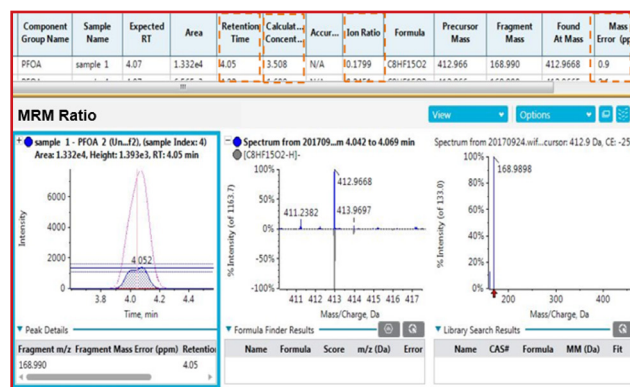 Component Group Name Sample Name Expected RT Area Retention Time Calculat... Concent... Accur... Ion Ratio Formula Precursor Mass Fragment Mass Found At Mass Mass Error (pp
PFOA sample 1 4.07 1.332e4 4.05 3.508 N/A 0.1799 C8HF15O2 412.966 168.990 412.9668 0.9
MRM Ratio
View
Options
sample 1 - PFOA 2 (Un...f2), (sample Index: 4)
Area: 1.332e4, Height: 1.393e3, RT: 4.05 min
Intensity
6000
4000
2000
0
4.052
3.8 4.0 4.2 4.4
Time, min
Spectrum from 201709...m 4.042 to 4.069 min
[C8HF15O2-H]-
% Intensity (of 1163.7)
100%
50%
0%
-50%
-100%
412.9668
411.2382
413.9697
411 412 413 414 415 416 417
Mass/Charge, Da
Spectrum from 20170924.wif...cursor: 412.9 Da, CE: -25
% Intensity (of 133.0)
100%
80%
60%
40%
20%
0%
168.9898
200 300 400
Mass/Charge, Da
Peak Details
Fragment m/z Fragment Mass Error (ppm) Retentio
168.990 4.05
Formula Finder Results
Name Formula Score m/z (Da) Error
Library Search Results
Name CAS# Formula MM (Da) Fit